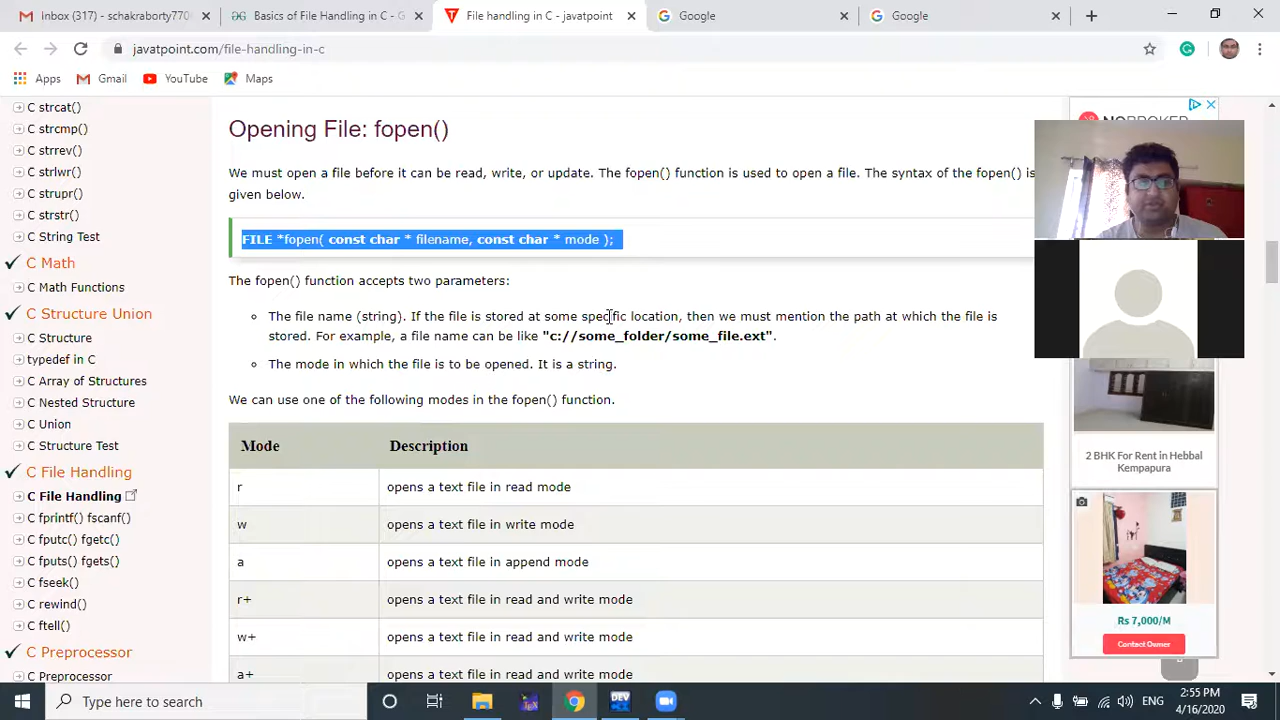 Inbox (317) - schakraborty770
Basics of File Handling in C - G
File handling in C - javatpoint
Google
Google
javatpoint.com/file-handling-in-c
Apps
Gmail
YouTube
Maps
C strcat()
C strcmp()
C strrev()
C strlwr()
C strupr()
C strstr()
C String Test
C Math
C Math Functions
C Structure Union
C Structure
typedef in C
C Array of Structures
C Nested Structure
C Union
C Structure Test
C File Handling
C File Handling
C fprintf() fscanf()
C fputc() fgetc()
C fputs() fgets()
C fseek()
C rewind()
C ftell()
C Preprocessor
C Preprocessor
Opening File: fopen()
We must open a file before it can be read, write, or update. The fopen() function is used to open a file. The syntax of the fopen() is
given below.
FILE *fopen( const char * filename, const char * mode );
The fopen() function accepts two parameters:
The file name (string). If the file is stored at some specific location, then we must mention the path at which the file is
stored. For example, a file name can be like "c://some_folder/some_file.ext".
The mode in which the file is to be opened. It is a string.
We can use one of the following modes in the fopen() function.
Mode Description
r opens a text file in read mode
w opens a text file in write mode
a opens a text file in append mode
r+ opens a text file in read and write mode
w+ opens a text file in read and write mode
a+ opens a text file in read and write mode
2 BHK For Rent in Hebbal
Kempapura
Rs 7,000/M
Contact Owner
Type here to search
DEV
ENG
2:55 PM
4/16/2020